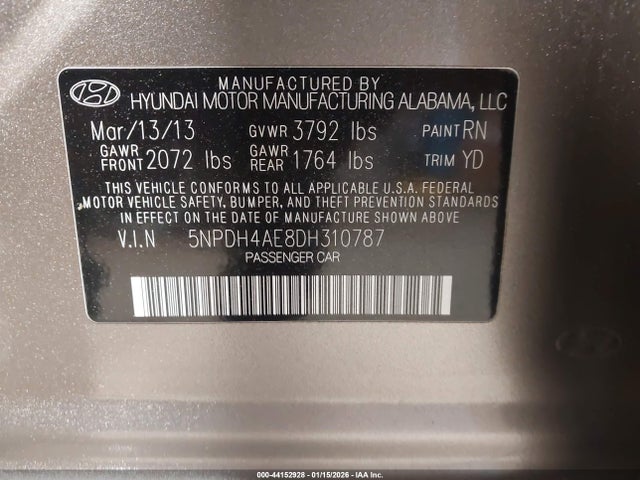 MANUFACTURED BY
HYUNDAI MOTOR MANUFACTURING ALABAMA, LLC
Mar/13/13 GVWR 3792 lbs PAINT RN
GAWR FRONT 2072 lbs GAWR REAR 1764 lbs TRIM YD
THIS VEHICLE CONFORMS TO ALL APPLICABLE U.S.A. FEDERAL
MOTOR VEHICLE SAFETY, BUMPER, AND THEFT PREVENTION STANDARDS
IN EFFECT ON THE DATE OF MANUFACTURE SHOWN ABOVE
V.I.N 5NPDH4AE8DH310787
PASSENGER CAR
000-44152928 - 01/15/2026 - IAA Inc.